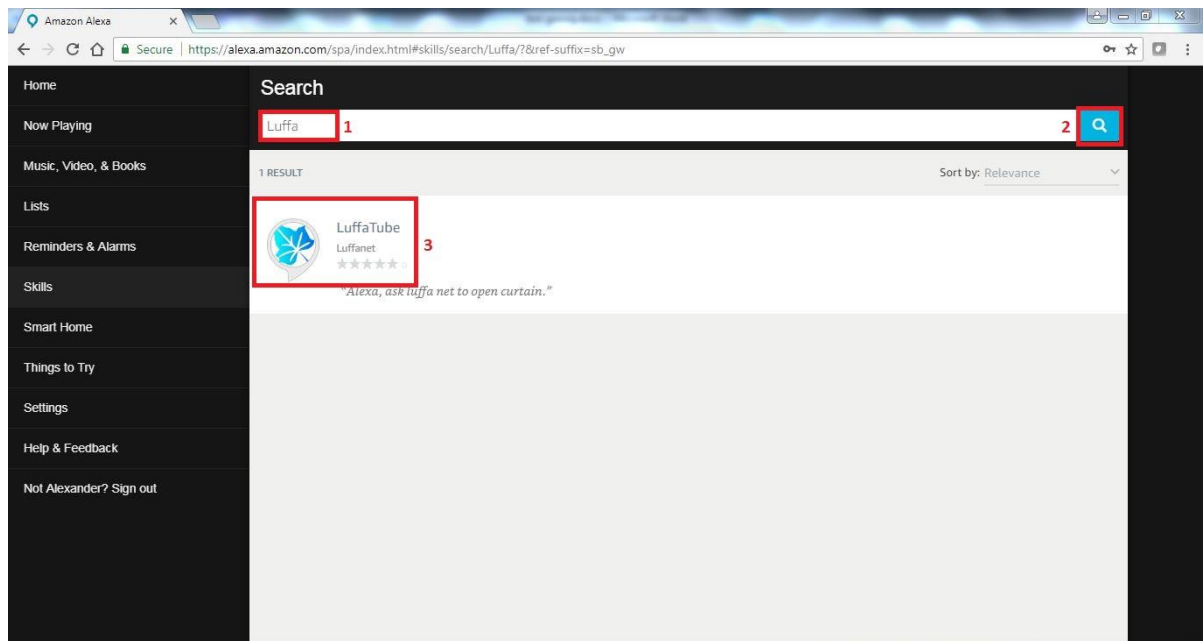 Amazon Alexa
Secure | https://alexa.amazon.com/spa/index.html#skills/search/Luffa/?&ref-suffix=sb_gw
Home
Now Playing
Music, Video, & Books
Lists
Reminders & Alarms
Skills
Smart Home
Things to Try
Settings
Help & Feedback
Not Alexander? Sign out
Search
Luffa 1
2
1 RESULT
Sort by: Relevance
LuffaTube
Luffanet
3
"Alexa, ask luffa net to open curtain."